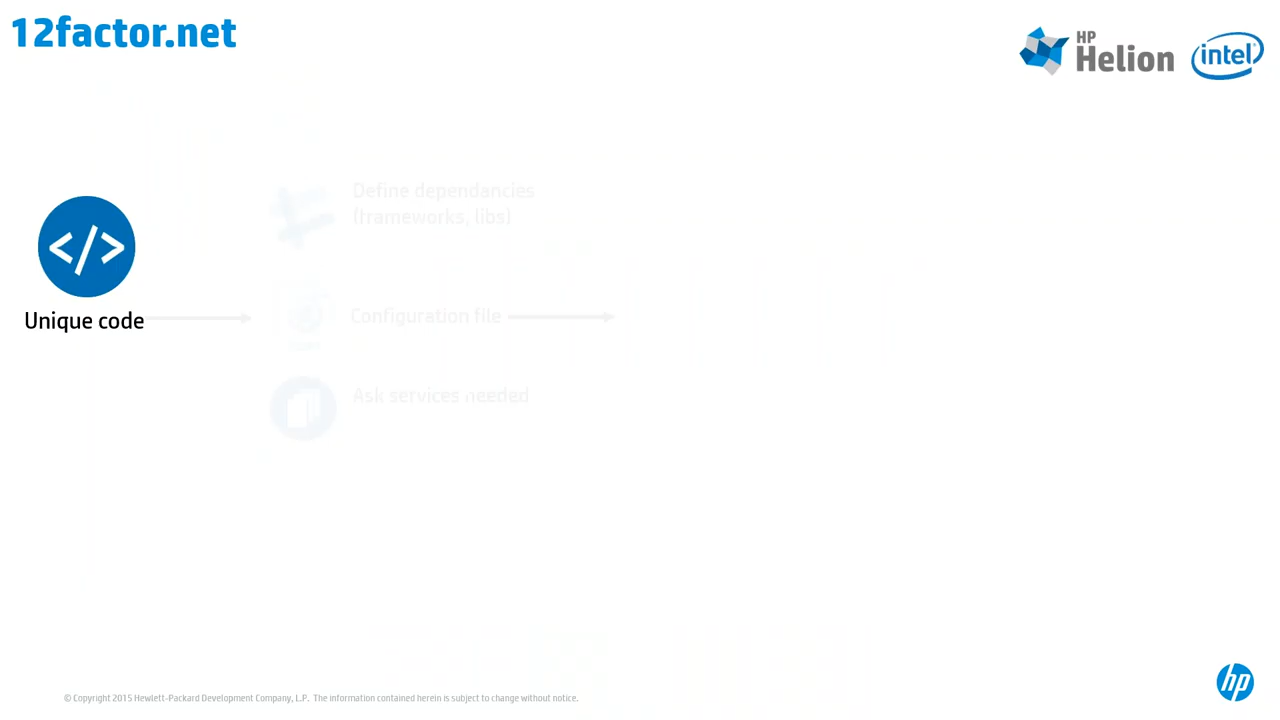 12factor.net
HP
Helion
intel
Define dependancies
(frameworks, libs)
</>
Unique code
Configuration file
Ask services needed
© Copyright 2015 Hewlett-Packard Development Company, L.P. The information contained herein is subject to change without notice.
hp